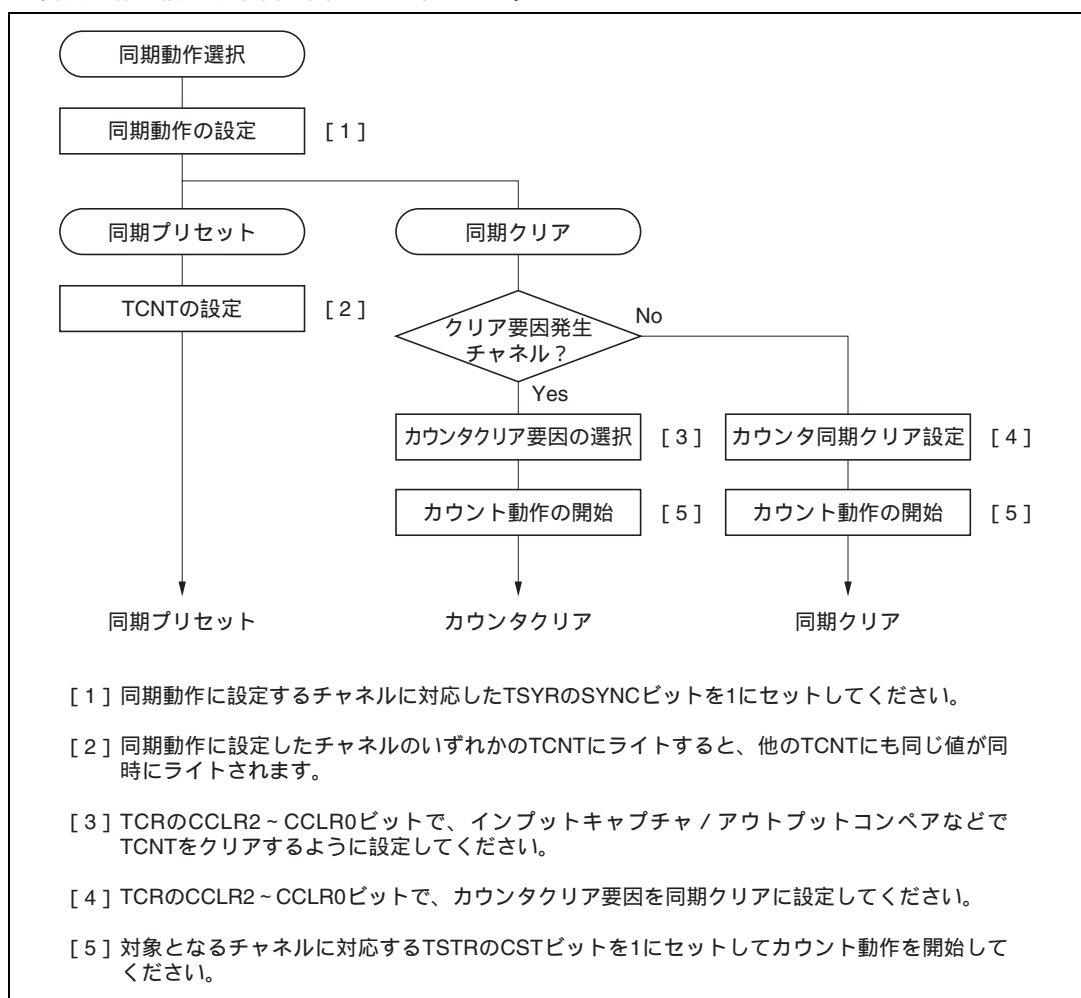 同期動作選択
同期動作の設定 [ 1 ]
同期プリセット
同期クリア
TCNTの設定 [ 2 ]
クリア要因発生
チャネル？
No
Yes
カウンタクリア要因の選択 [ 3 ]
カウンタ同期クリア設定 [ 4 ]
カウント動作の開始 [ 5 ]
カウント動作の開始 [ 5 ]
同期プリセット
カウンタクリア
同期クリア
[ 1 ] 同期動作に設定するチャネルに対応したTSYRのSYNCビットを1にセットしてください。
[ 2 ] 同期動作に設定したチャネルのいずれかのTCNTにライトすると、他のTCNTにも同じ値が同
時にライトされます。
[ 3 ] TCRのCCLR2～CCLR0ビットで、インプットキャプチャ / アウトプットコンペアなどで
TCNTをクリアするように設定してください。
[ 4 ] TCRのCCLR2～CCLR0ビットで、カウンタクリア要因を同期クリアに設定してください。
[ 5 ] 対象となるチャネルに対応するTSTRのCSTビットを1にセットしてカウント動作を開始して
ください。